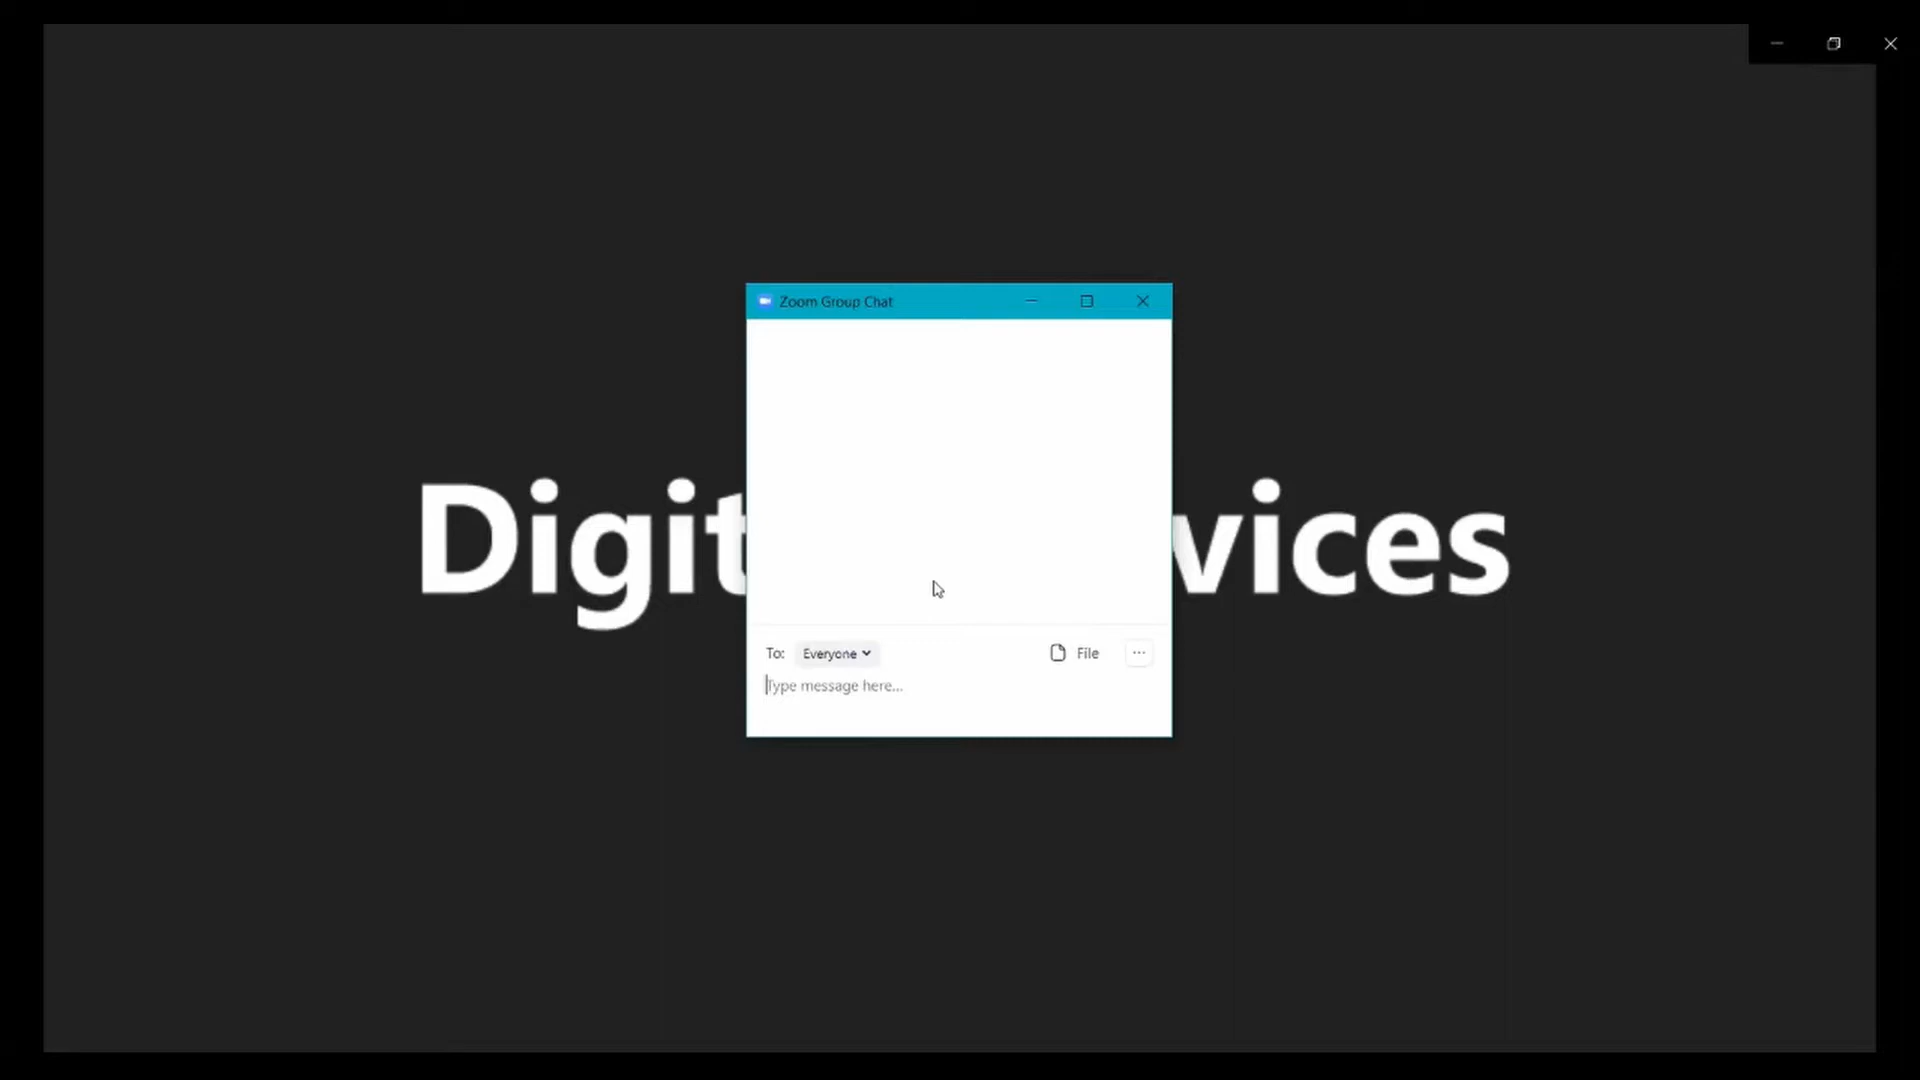 Zoom Group Chat
Digit vices
To: Everyone File
Type message here...